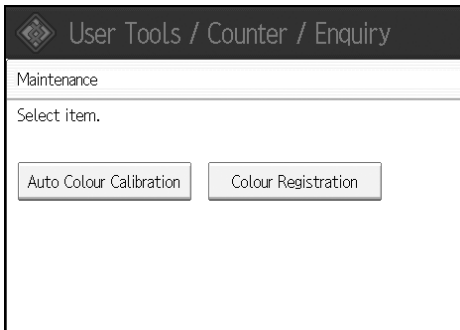 User Tools / Counter / Enquiry
Maintenance
Select item.
Auto Colour Calibration Colour Registration